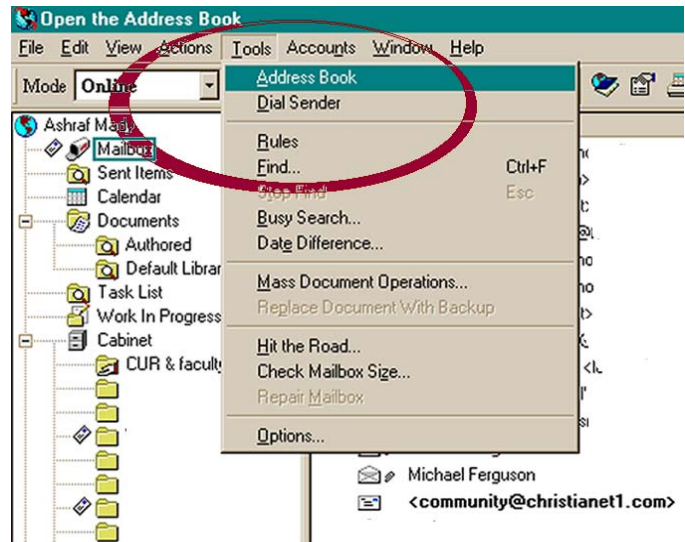 Open the Address Book
File Edit View Actions Tools Accounts Window Help
Mode Online
Address Book
Dial Sender
Rules
Find... Ctrl+F
Stop Find Esc
Busy Search...
Date Difference...
Mass Document Operations...
Replace Document With Backup
Hit the Road...
Check Mailbox Size...
Repair Mailbox
Options...
Ashraf Mady
Mailbox
Sent Items
Calendar
Documents
Authored
Default Librar
Task List
Work In Progress
Cabinet
CUR & faculty
Michael Ferguson
<community@christianet1.com>